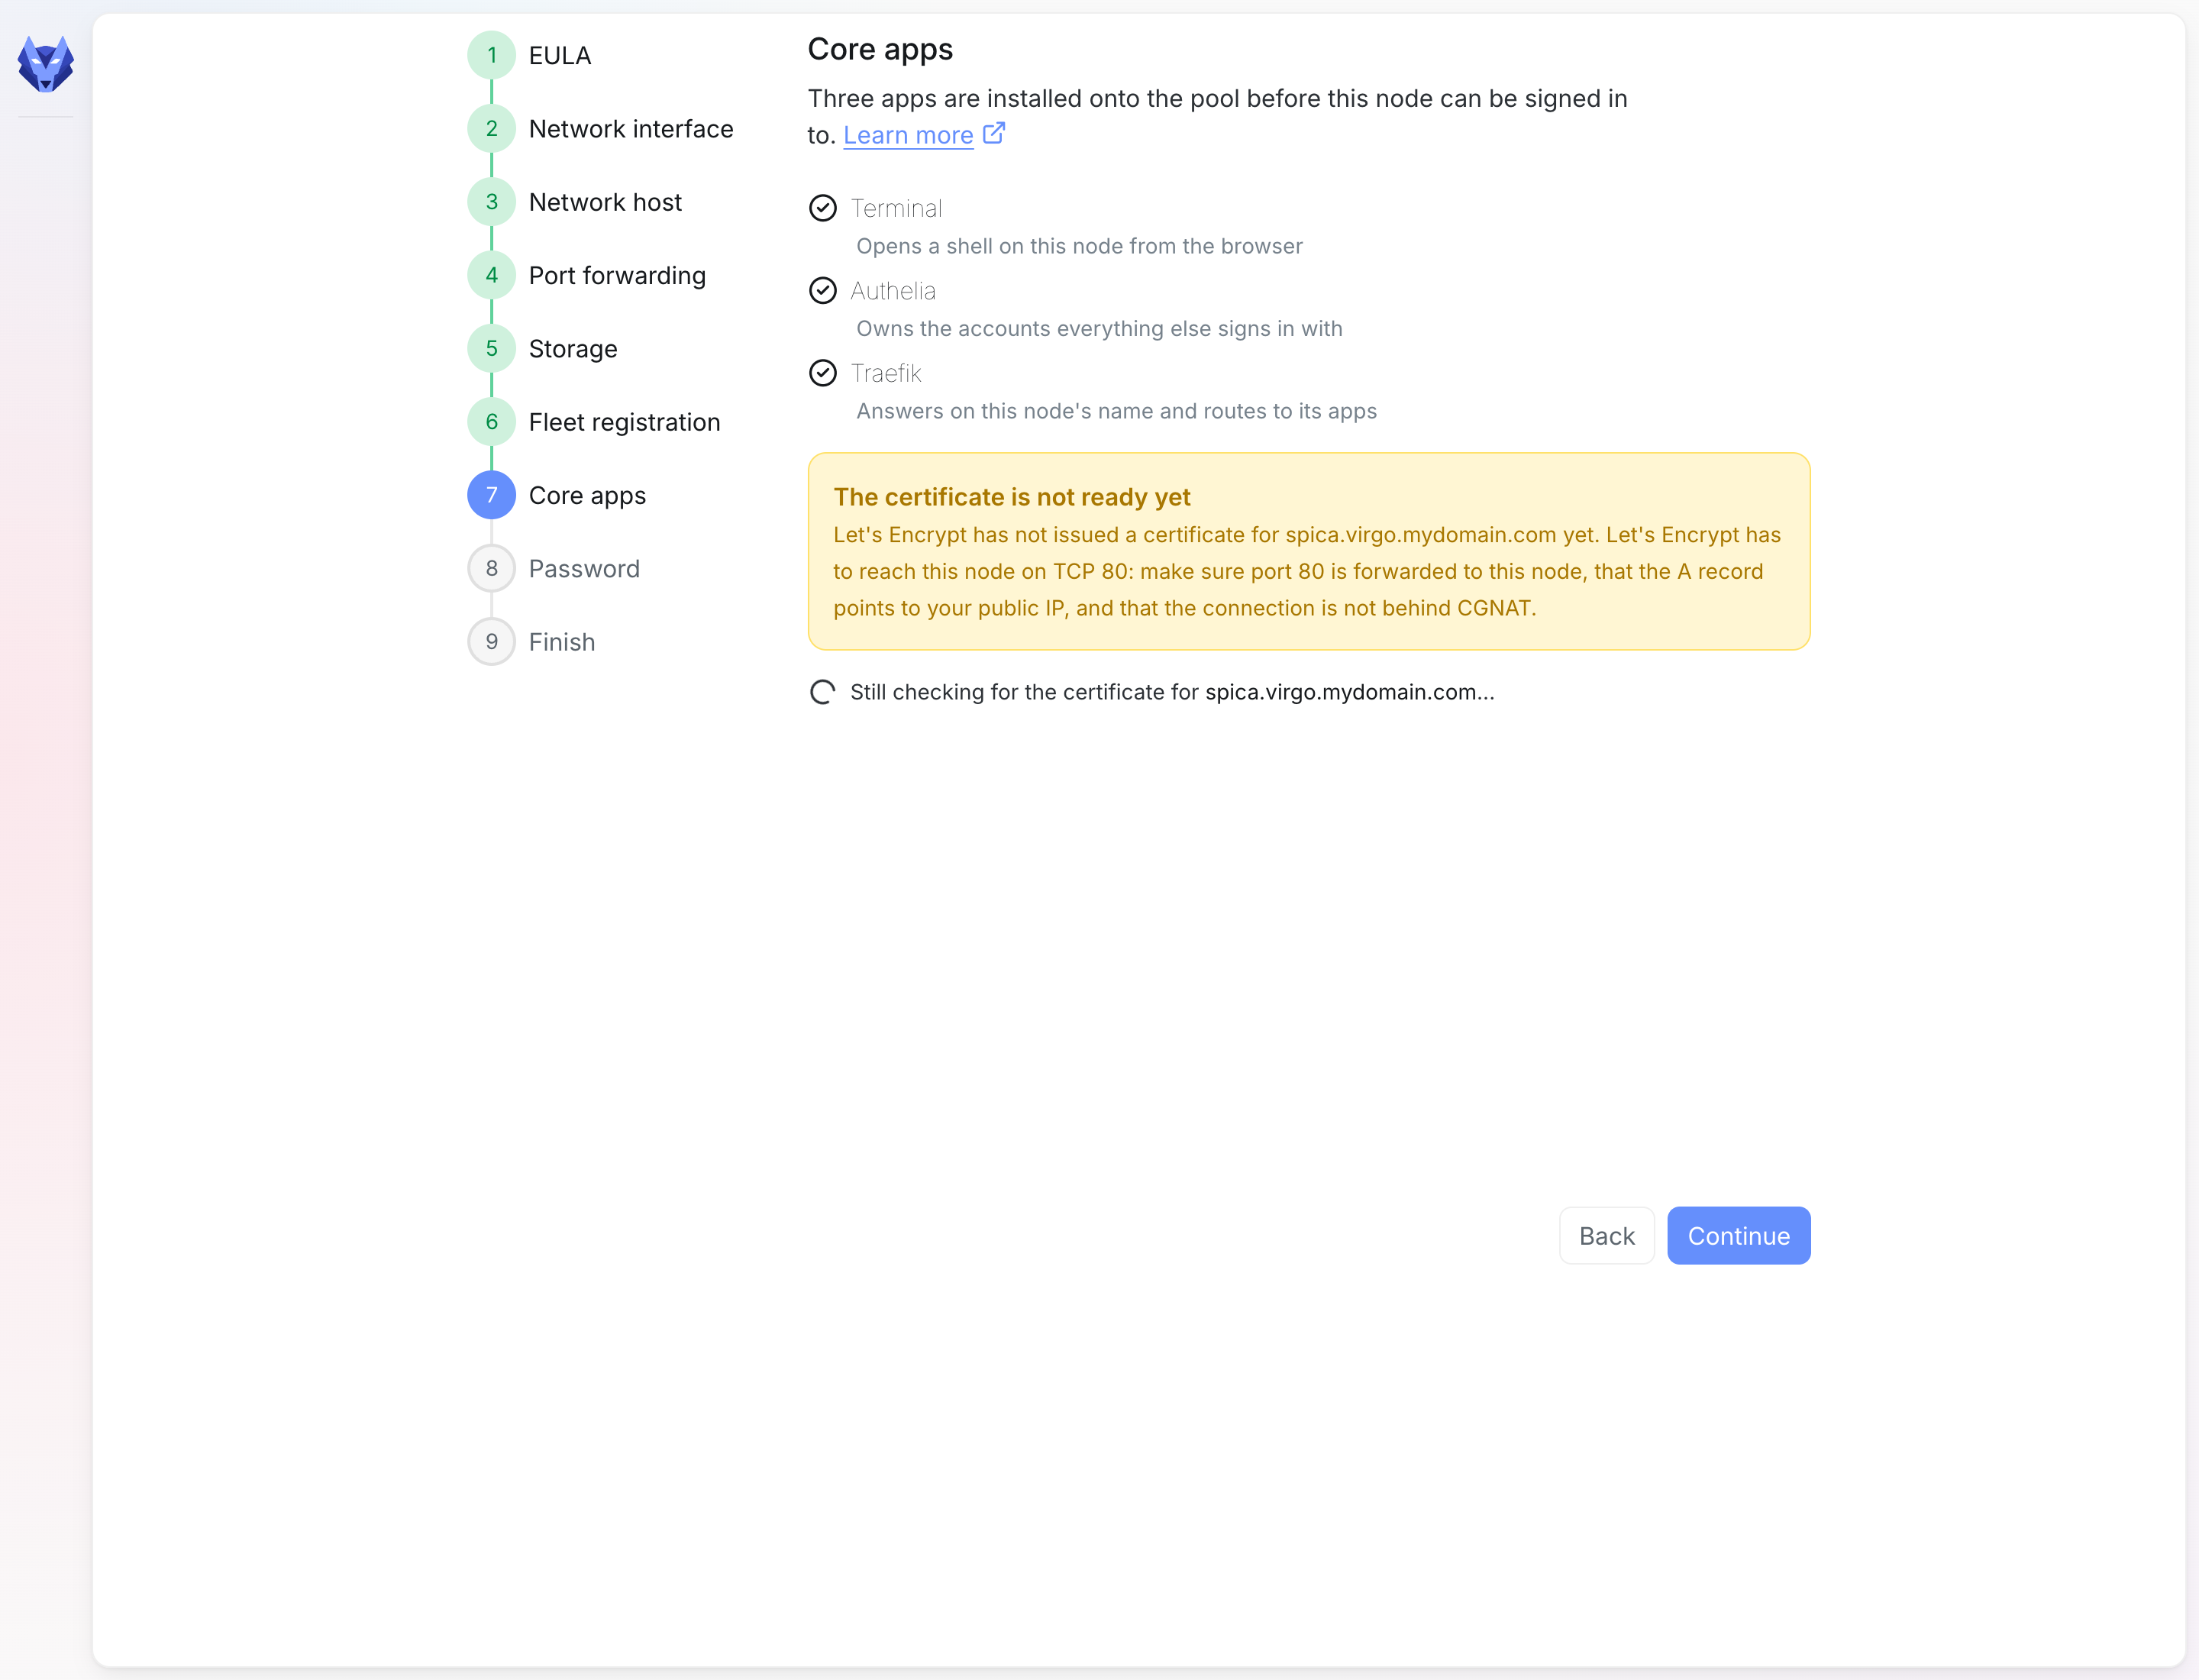 1 EULA
2 Network interface
3 Network host
4 Port forwarding
5 Storage
6 Fleet registration
7 Core apps
8 Password
9 Finish
Core apps
Three apps are installed onto the pool before this node can be signed in
to. Learn more
Terminal
Opens a shell on this node from the browser
Authelia
Owns the accounts everything else signs in with
Traefik
Answers on this node's name and routes to its apps
The certificate is not ready yet
Let's Encrypt has not issued a certificate for spica.virgo.mydomain.com yet. Let's Encrypt has
to reach this node on TCP 80: make sure port 80 is forwarded to this node, that the A record
points to your public IP, and that the connection is not behind CGNAT.
Still checking for the certificate for spica.virgo.mydomain.com...
Back
Continue